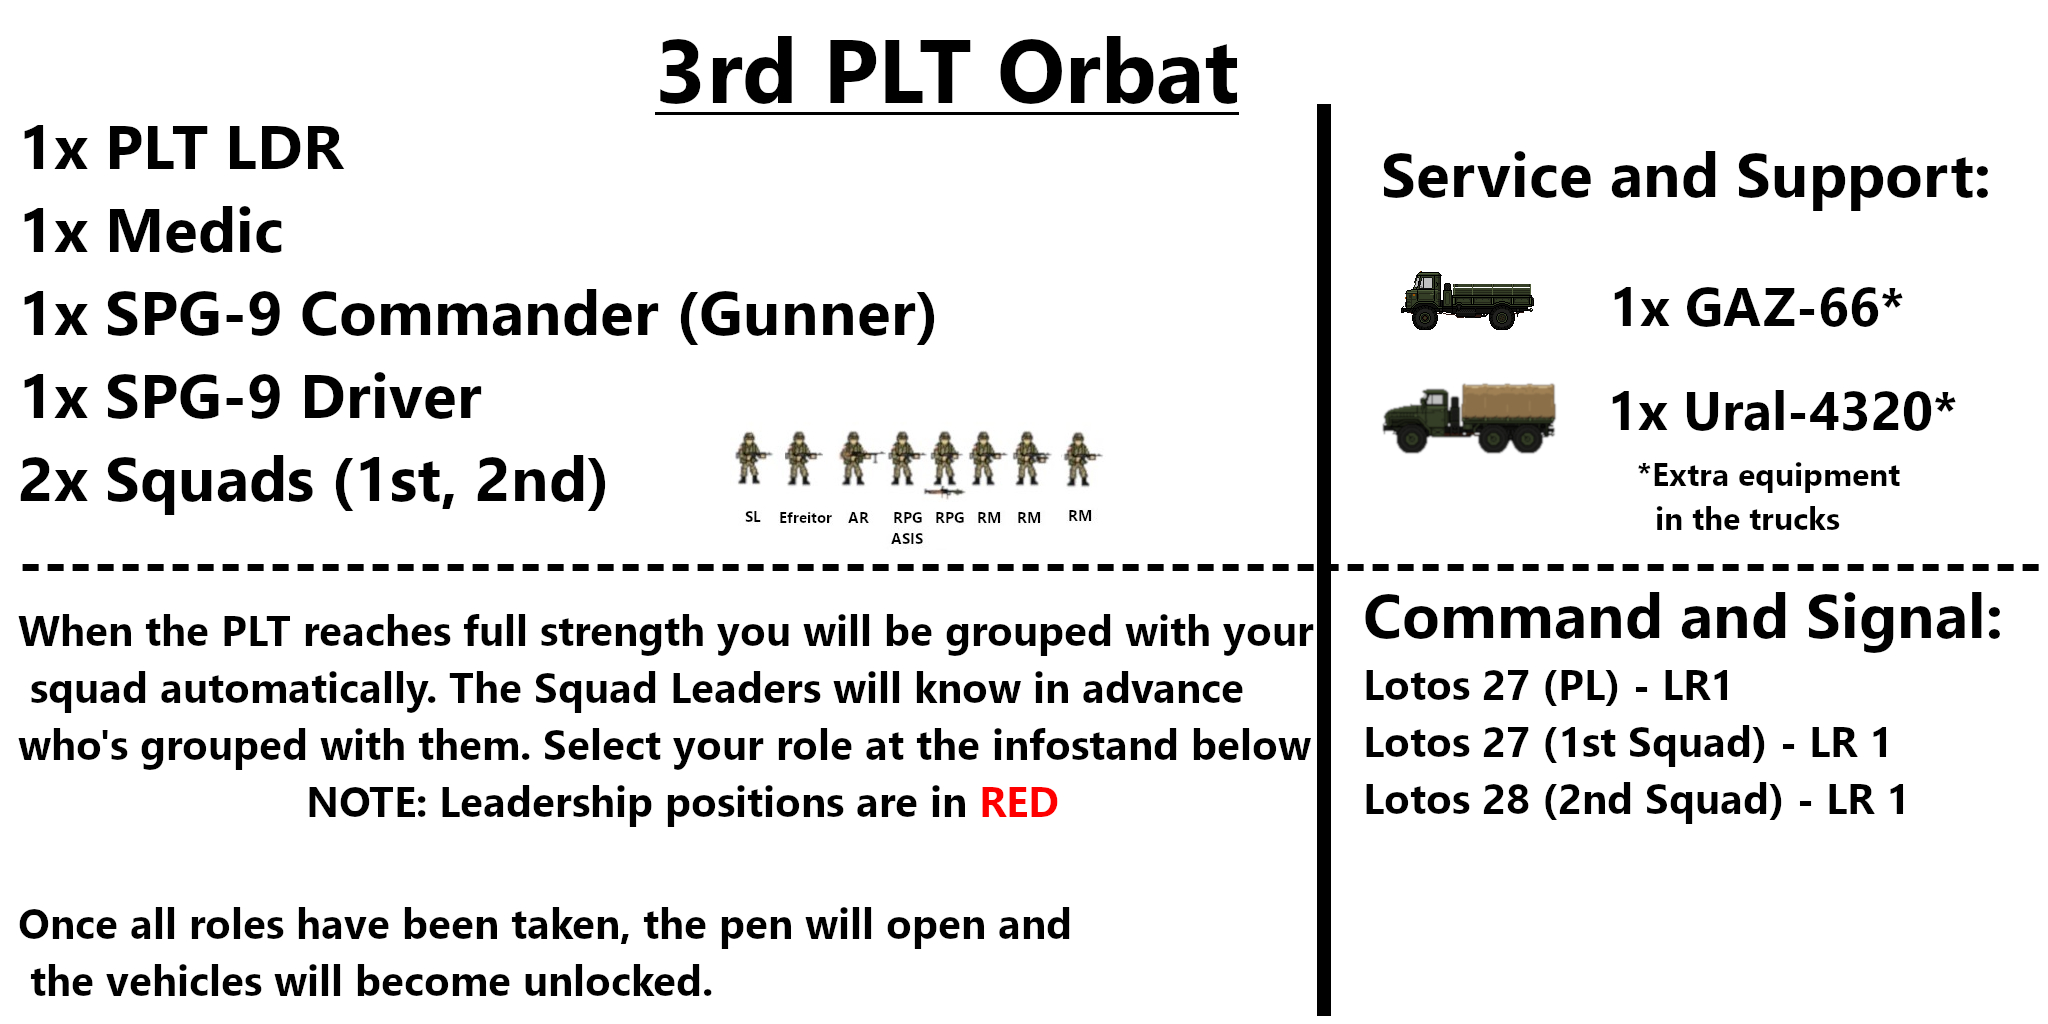 3rd PLT Orbat
1x PLT LDR
1x Medic
1x SPG-9 Commander (Gunner)
1x SPG-9 Driver
2x Squads (1st, 2nd)
SL Efreitor AR RPG RPG RM RM RM
ASIS
When the PLT reaches full strength you will be grouped with your
squad automatically. The Squad Leaders will know in advance
who's grouped with them. Select your role at the infostand below
NOTE: Leadership positions are in RED
Once all roles have been taken, the pen will open and
the vehicles will become unlocked.
Service and Support:
1x GAZ-66*
1x Ural-4320*
*Extra equipment
in the trucks
Command and Signal:
Lotos 27 (PL) - LR1
Lotos 27 (1st Squad) - LR 1
Lotos 28 (2nd Squad) - LR 1